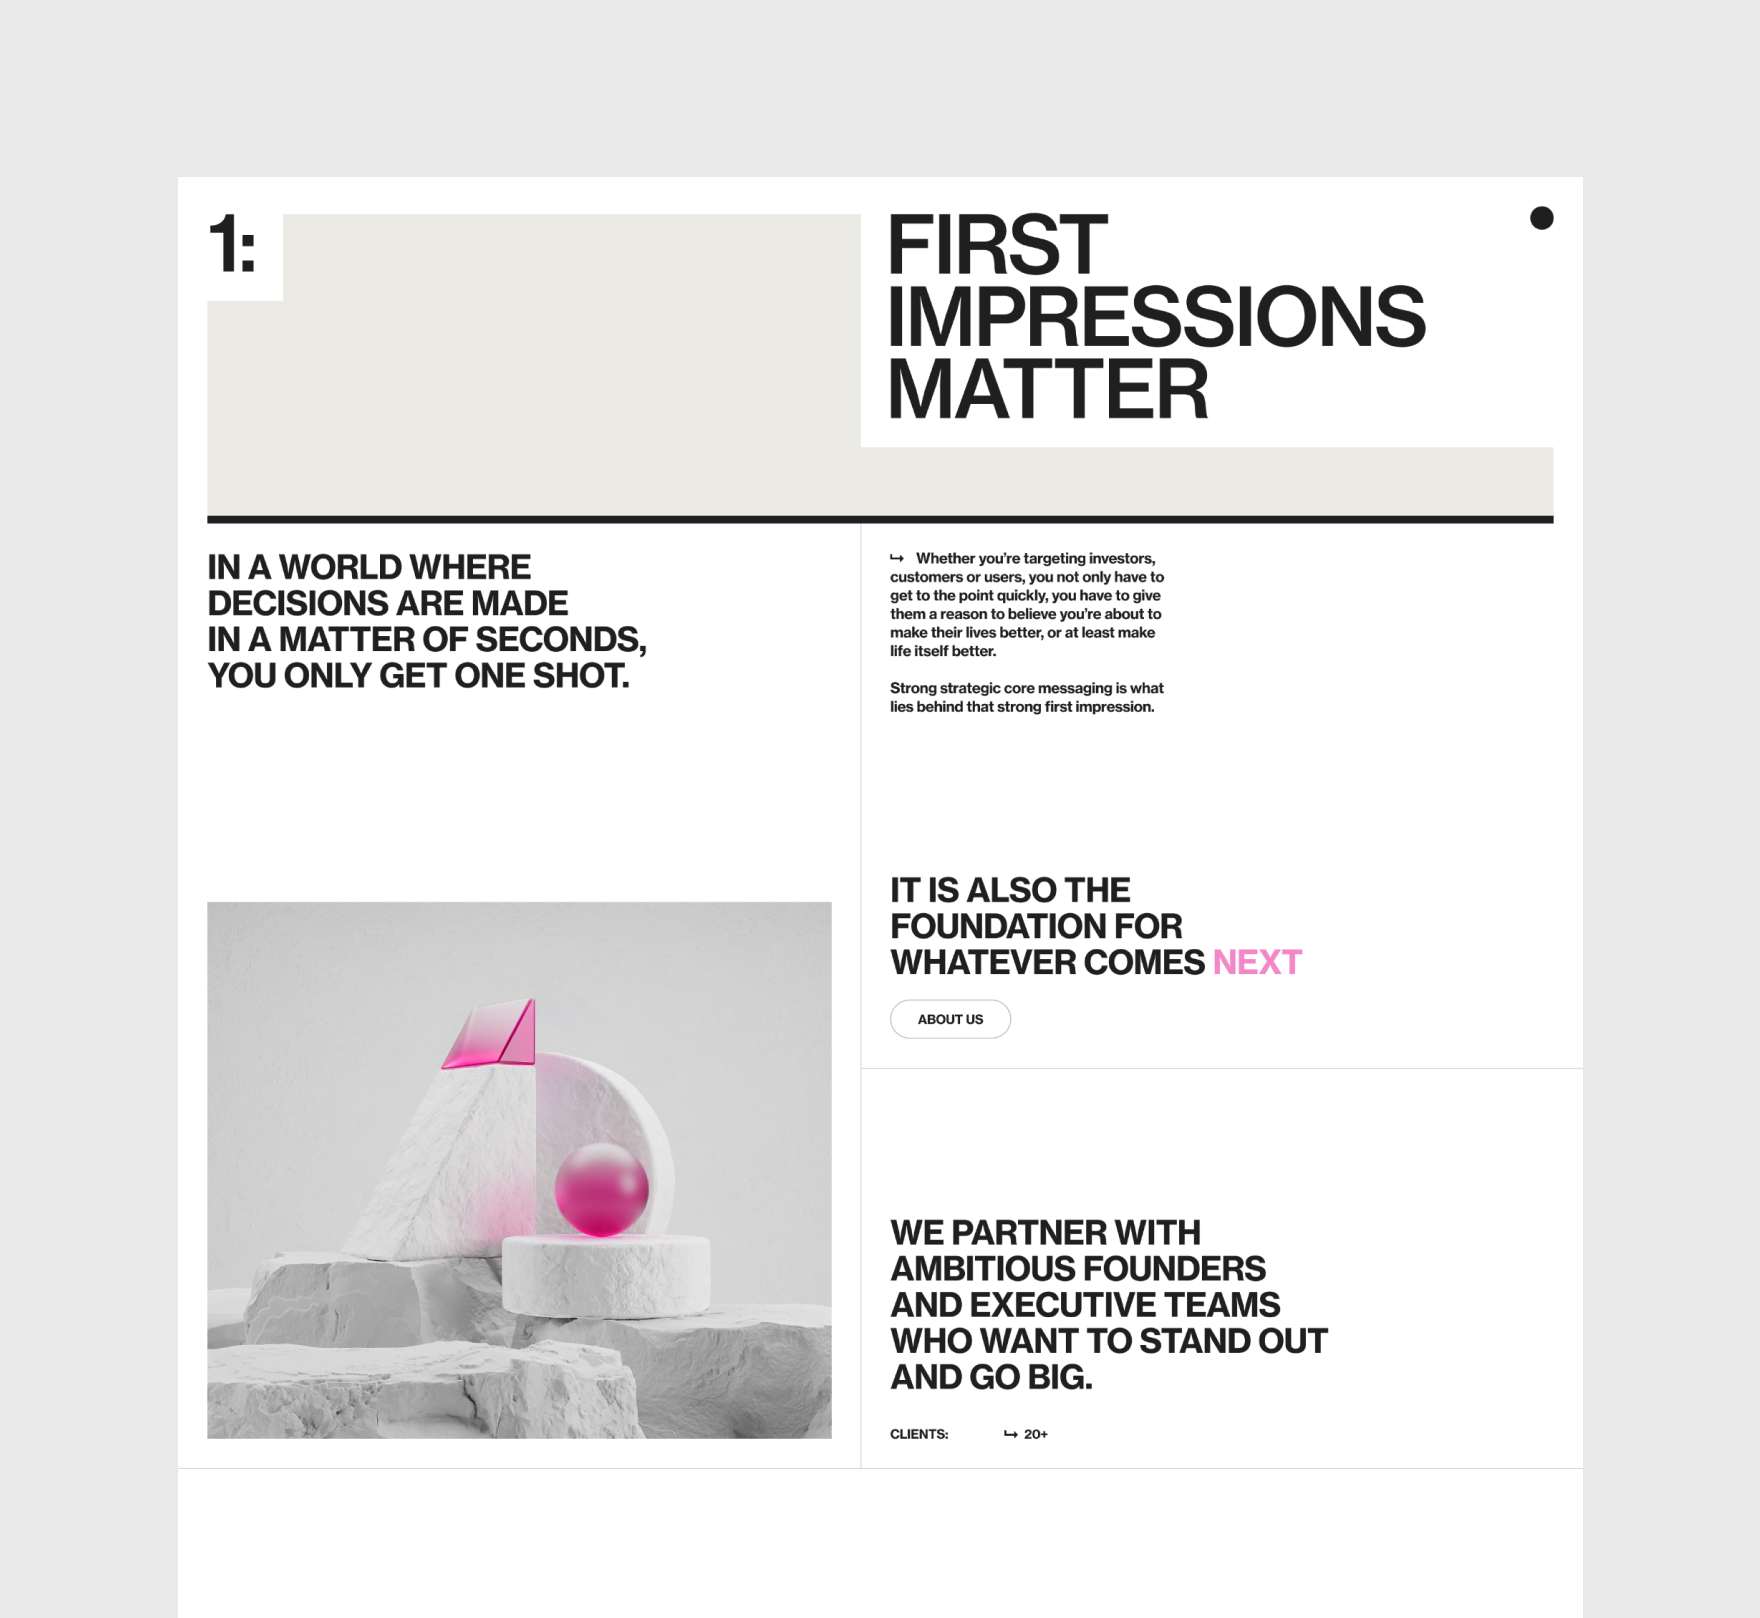 1:
FIRST
IMPRESSIONS
MATTER
IN A WORLD WHERE
DECISIONS ARE MADE
IN A MATTER OF SECONDS,
YOU ONLY GET ONE SHOT.
↪ Whether you’re targeting investors,
customers or users, you not only have to
get to the point quickly, you have to give
them a reason to believe you’re about to
make their lives better, or at least make
life itself better.
Strong strategic core messaging is what
lies behind that strong first impression.
IT IS ALSO THE
FOUNDATION FOR
WHATEVER COMES NEXT
ABOUT US
WE PARTNER WITH
AMBITIOUS FOUNDERS
AND EXECUTIVE TEAMS
WHO WANT TO STAND OUT
AND GO BIG.
CLIENTS: ↪ 20+